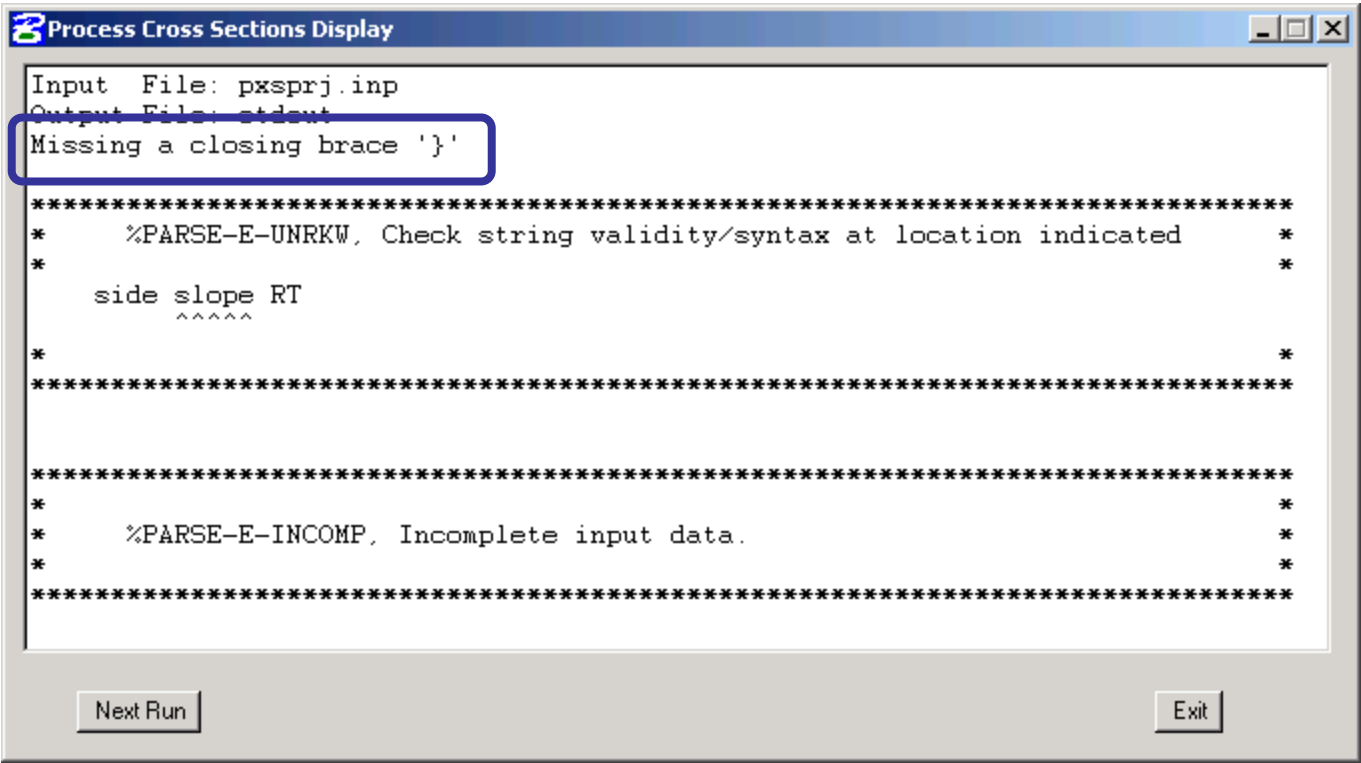 Process Cross Sections Display
Input  File: pxsprj.inp
Output File: stdout
Missing a closing brace '}'
*******************************************************************************
*     %PARSE-E-UNRKW, Check string validity/syntax at location indicated      *
*                                                                             *
    side slope RT
         ^^^^^
*                                                                             *
*******************************************************************************
*******************************************************************************
*                                                                             *
*     %PARSE-E-INCOMP, Incomplete input data.                                 *
*                                                                             *
*******************************************************************************
Next Run
Exit